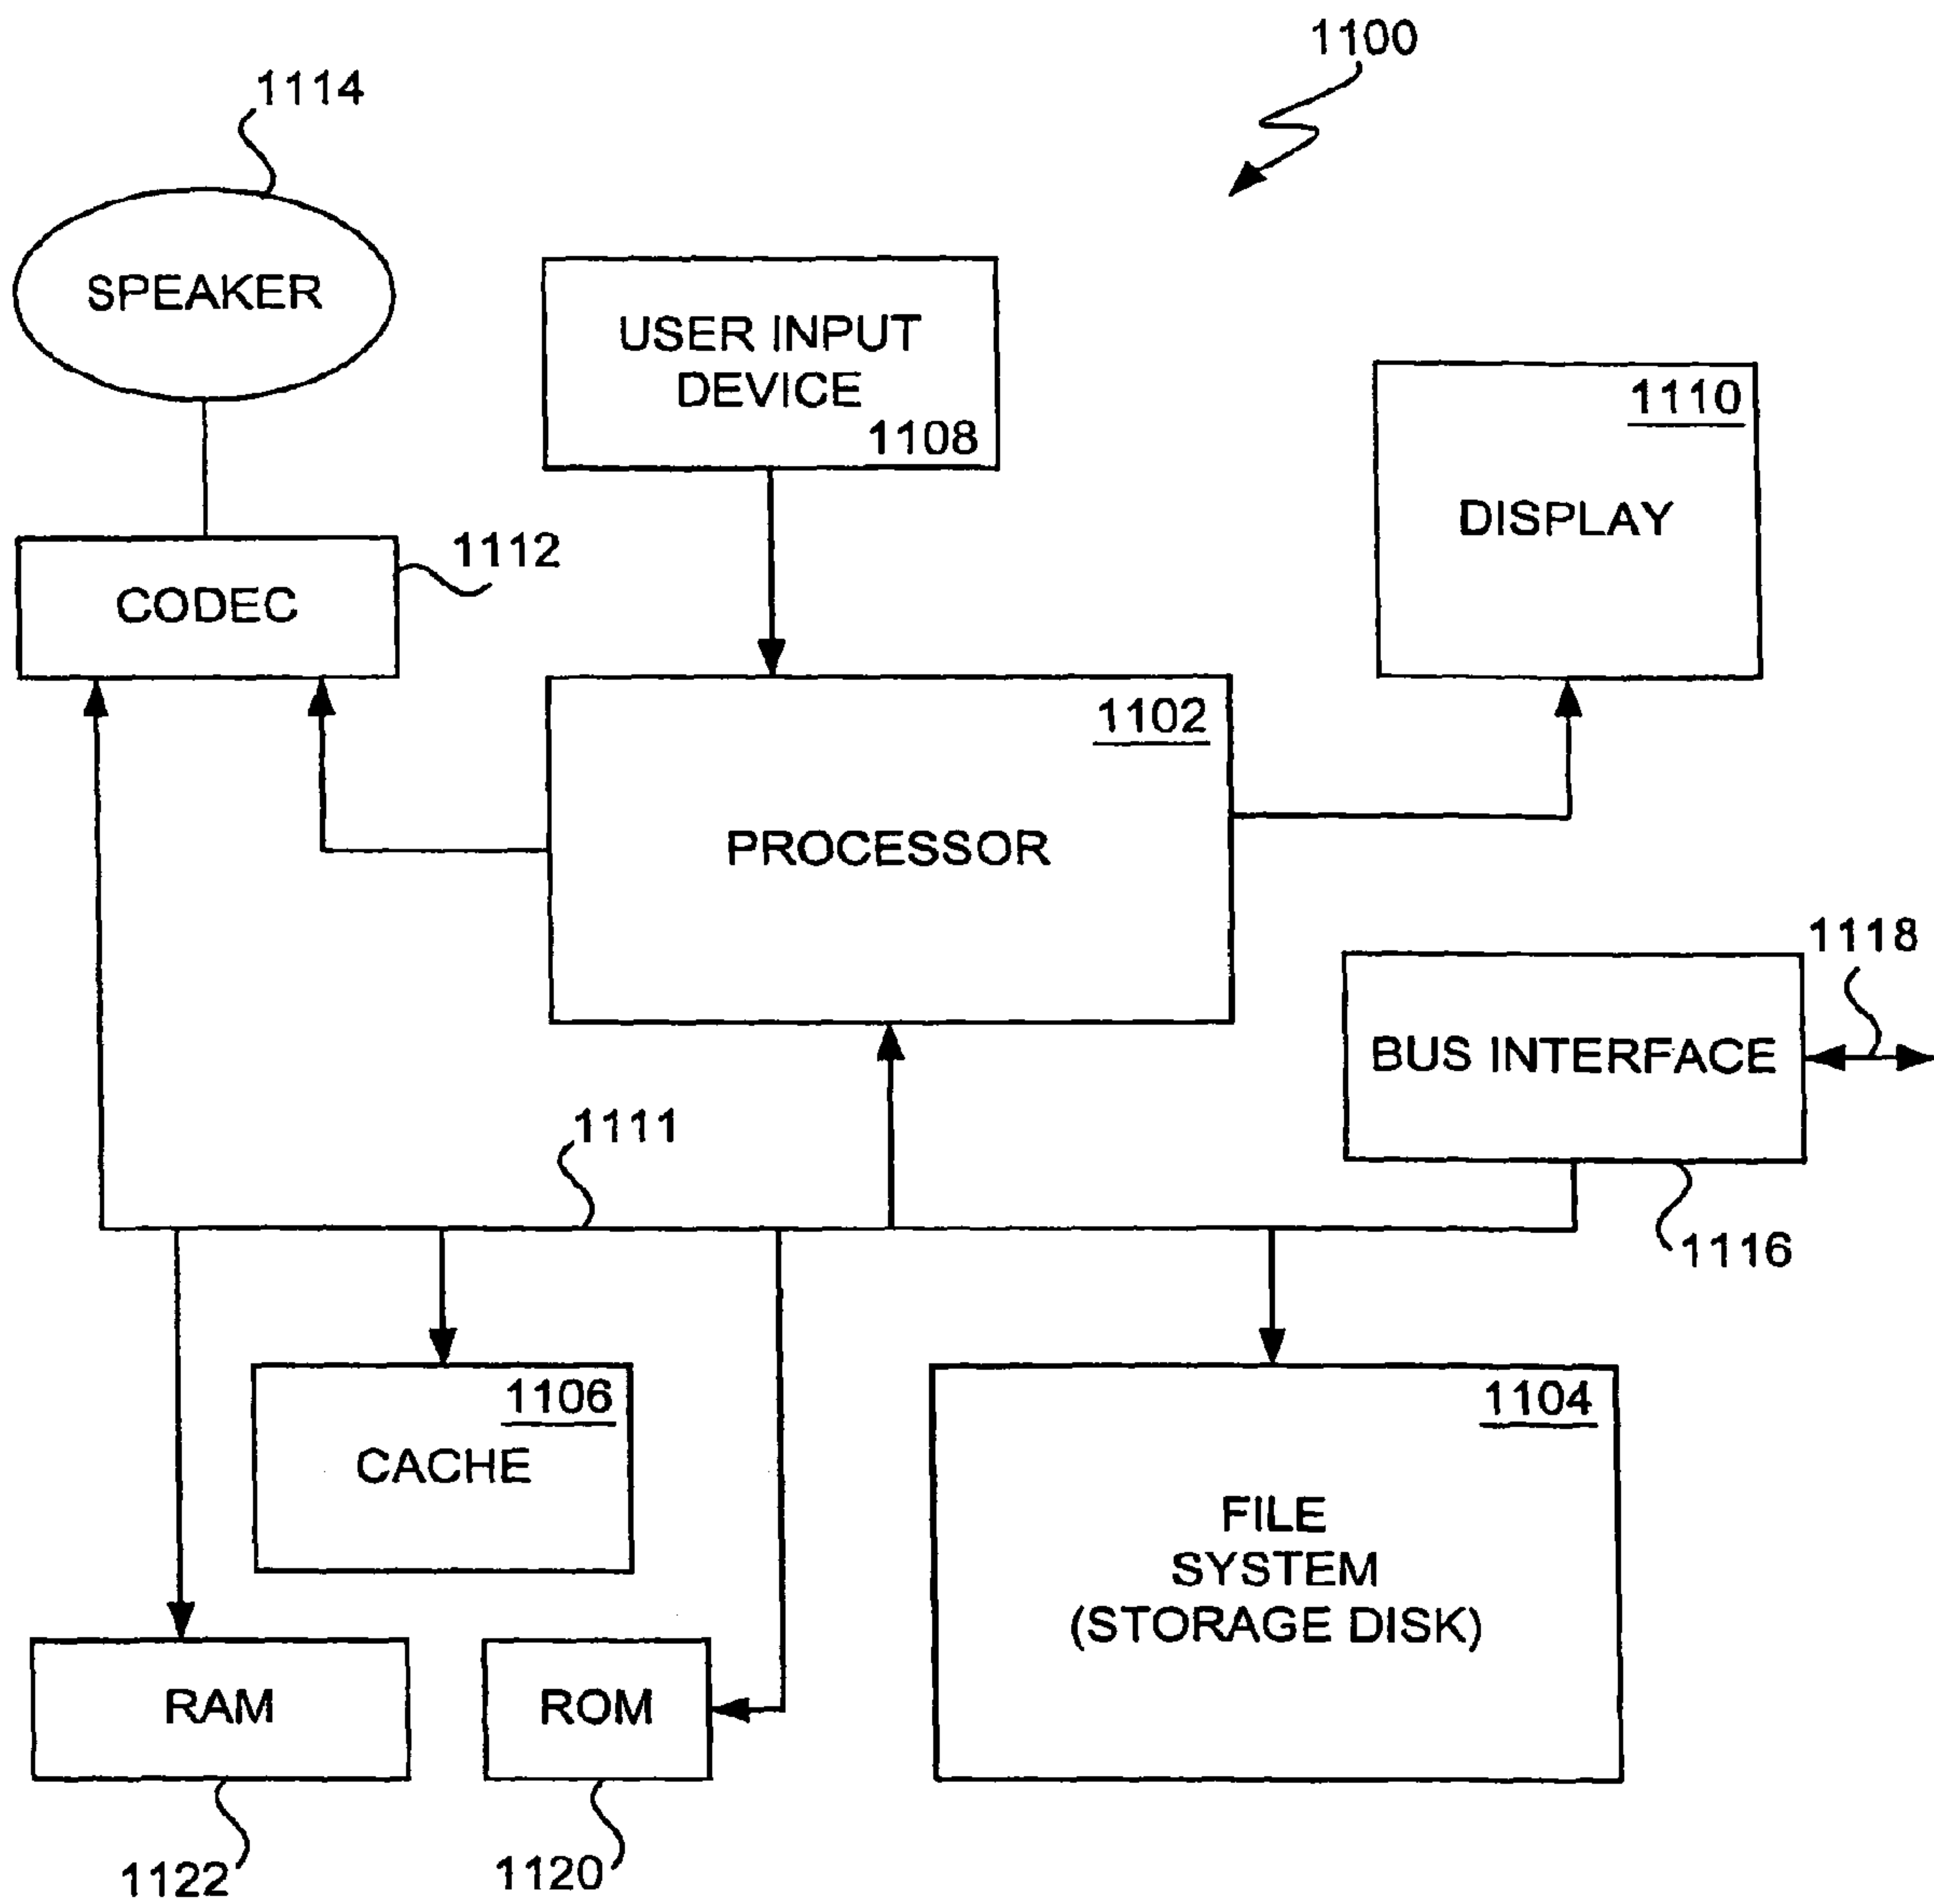 1100
1114
SPEAKER
USER INPUT
DEVICE
1108
1110
DISPLAY
1112
CODEC
1102
PROCESSOR
1118
BUS INTERFACE
1111
1116
1106
CACHE
1104
FILE
SYSTEM
(STORAGE DISK)
RAM
ROM
1122
1120